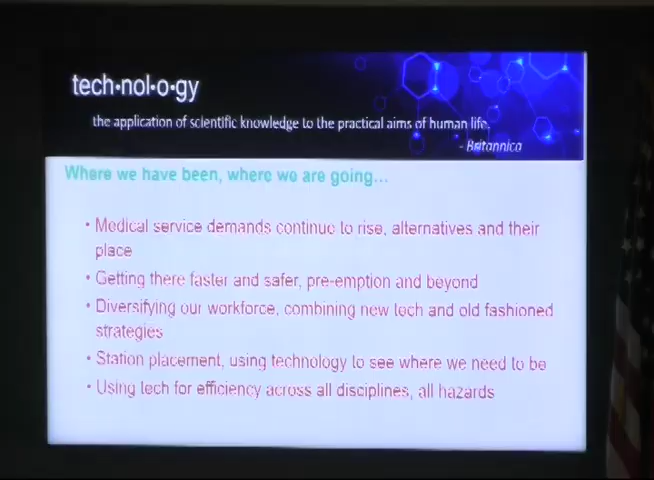 tech•nol•o•gy
the application of scientific knowledge to the practical aims of human life.
- Britannica
Where we have been, where we are going...
• Medical service demands continue to rise, alternatives and their
place
• Getting there faster and safer, pre-emption and beyond
• Diversifying our workforce, combining new tech and old fashioned
strategies
• Station placement, using technology to see where we need to be
• Using tech for efficiency across all disciplines, all hazards